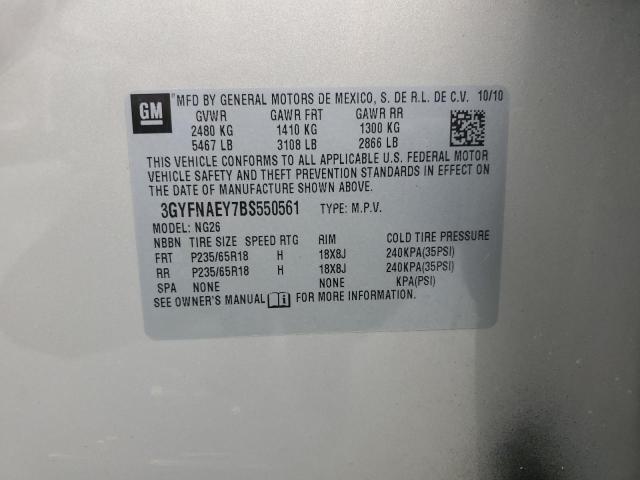 GM
MFD BY GENERAL MOTORS DE MEXICO, S. DE R.L. DE C.V. 10/10
GVWR GAWR FRT GAWR RR
2480 KG 1410 KG 1300 KG
5467 LB 3108 LB 2866 LB
THIS VEHICLE CONFORMS TO ALL APPLICABLE U.S. FEDERAL MOTOR
VEHICLE SAFETY AND THEFT PREVENTION STANDARDS IN EFFECT ON
THE DATE OF MANUFACTURE SHOWN ABOVE.
3GYFNAEY7BS550561 TYPE: M.P.V.
MODEL: NG26
NBBN TIRE SIZE SPEED RTG RIM COLD TIRE PRESSURE
FRT P235/65R18 H 18X8J 240KPA(35PSI)
RR P235/65R18 H 18X8J 240KPA(35PSI)
SPA NONE NONE KPA(PSI)
SEE OWNER'S MANUAL FOR MORE INFORMATION.